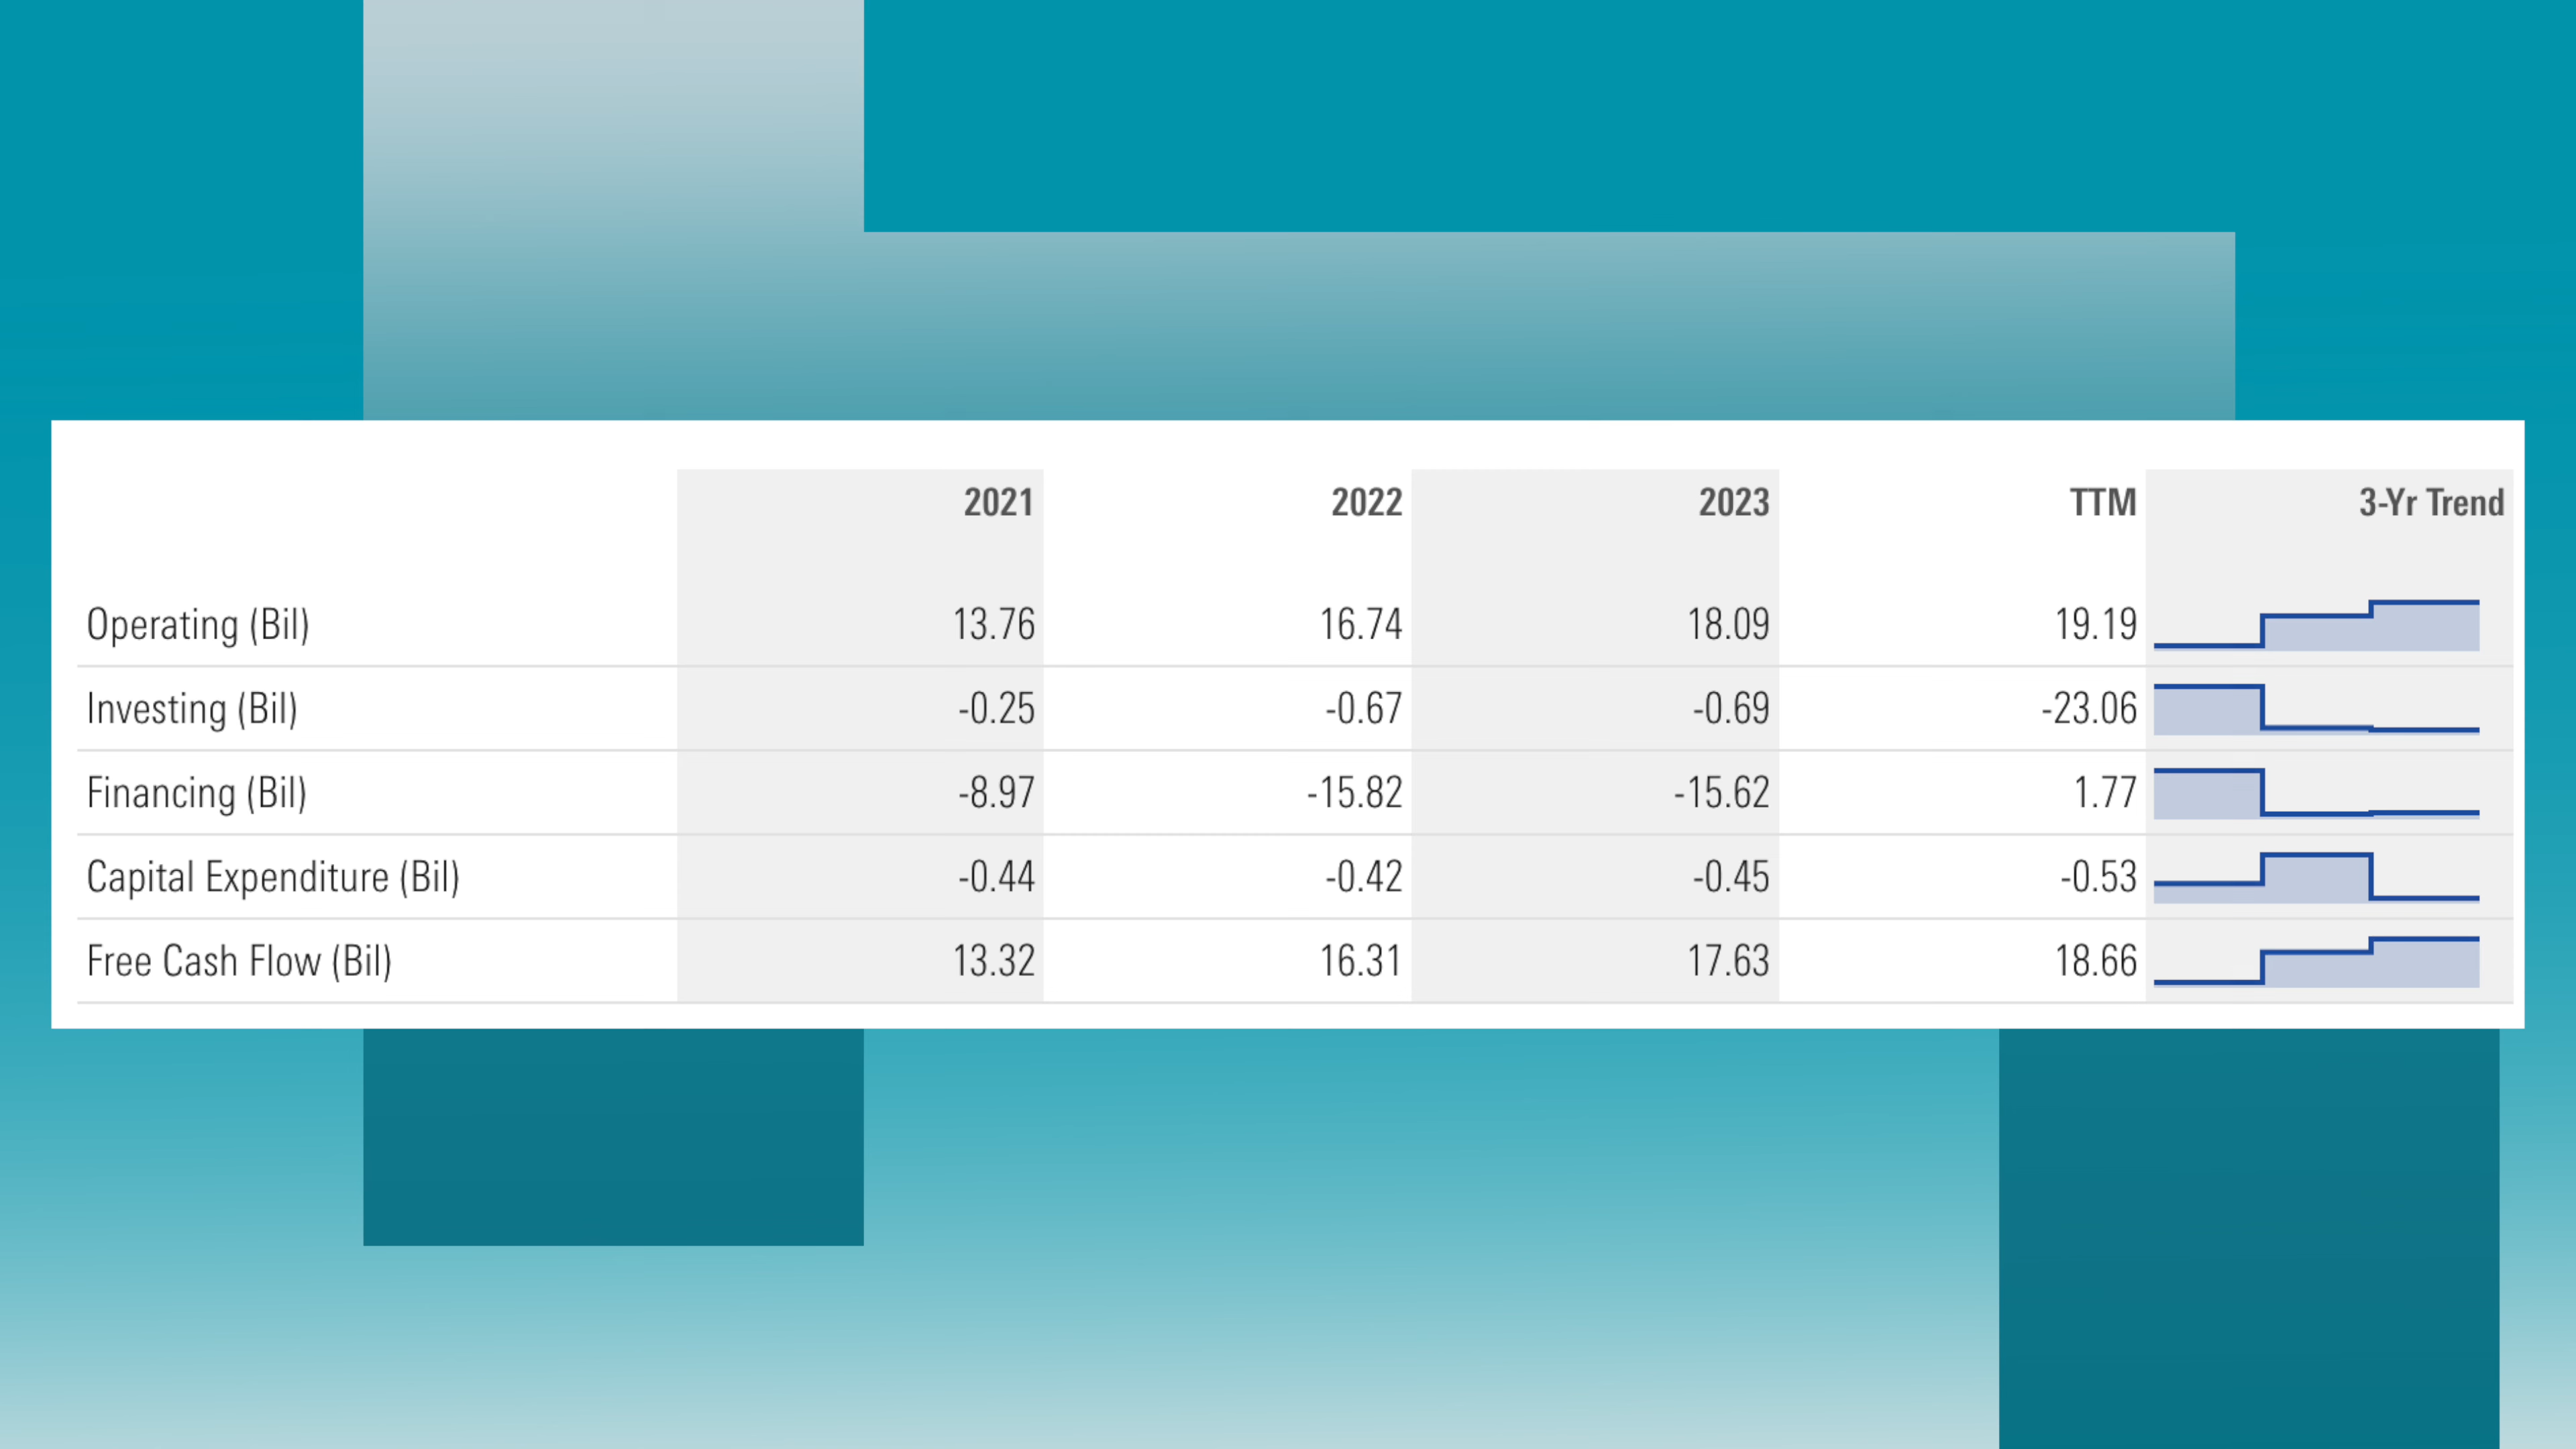 2021 2022 2023 TTM 3-Yr Trend
Operating (Bil) 13.76 16.74 18.09 19.19
Investing (Bil) -0.25 -0.67 -0.69 -23.06
Financing (Bil) -8.97 -15.82 -15.62 1.77
Capital Expenditure (Bil) -0.44 -0.42 -0.45 -0.53
Free Cash Flow (Bil) 13.32 16.31 17.63 18.66